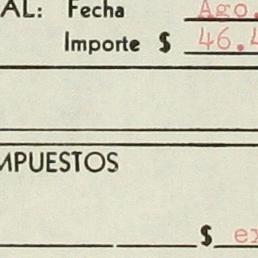 AL: Fecha Ago.
Importe $ 46.4
MPUESTOS
$ ex